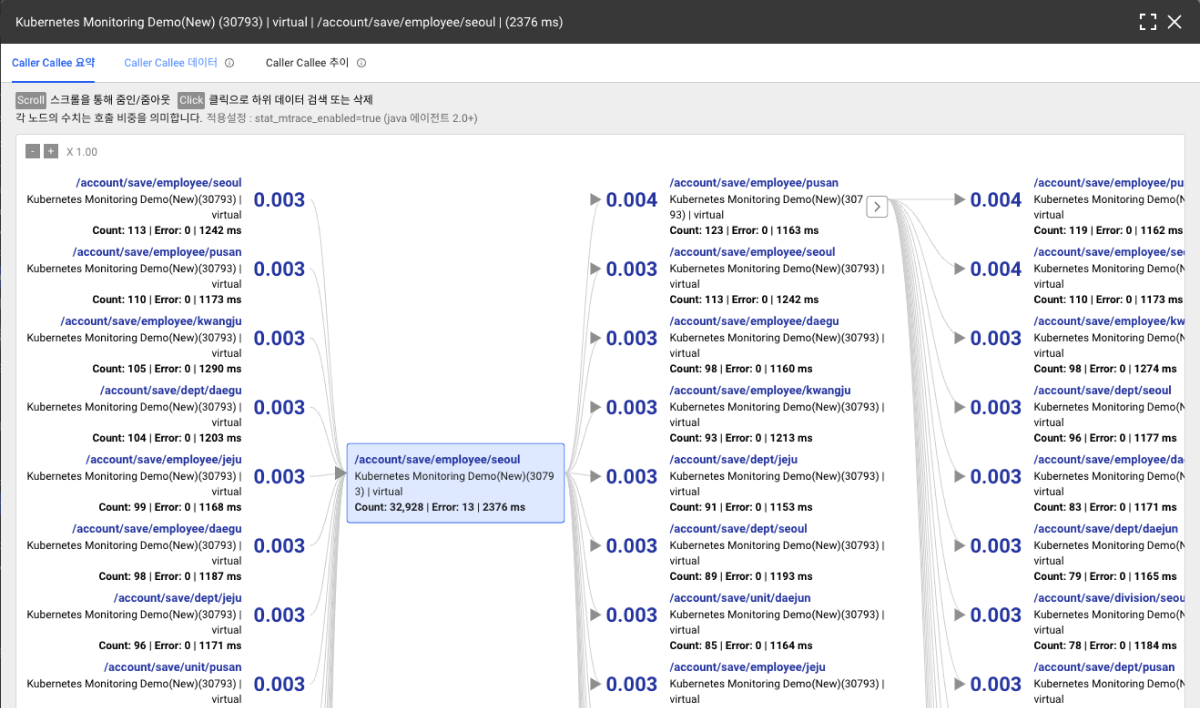 Kubernetes Monitoring Demo(New) (30793) | virtual | /account/save/employee/seoul | (2376 ms)
Caller Callee 요약
Caller Callee 데이터
Caller Callee 추이
Scroll 스크롤을 통해 줌인/줌아웃 Click 클릭으로 하위 데이터 검색 또는 삭제
각 노드의 수치는 호출 비중을 의미합니다. 적용설정 : stat_mtrace_enabled=true (java 에이전트 2.0+)
- + X 1.00
/account/save/employee/seoul
Kubernetes Monitoring Demo(New)(30793) |
virtual
Count: 113 | Error: 0 | 1242 ms
0.003
/account/save/employee/pusan
Kubernetes Monitoring Demo(New)(30793) |
virtual
Count: 110 | Error: 0 | 1173 ms
0.003
/account/save/employee/kwangju
Kubernetes Monitoring Demo(New)(30793) |
virtual
Count: 105 | Error: 0 | 1290 ms
0.003
/account/save/dept/daegu
Kubernetes Monitoring Demo(New)(30793) |
virtual
Count: 104 | Error: 0 | 1203 ms
0.003
/account/save/employee/jeju
Kubernetes Monitoring Demo(New)(30793) |
virtual
Count: 99 | Error: 0 | 1168 ms
0.003
/account/save/employee/daegu
Kubernetes Monitoring Demo(New)(30793) |
virtual
Count: 98 | Error: 0 | 1187 ms
0.003
/account/save/dept/jeju
Kubernetes Monitoring Demo(New)(30793) |
virtual
Count: 96 | Error: 0 | 1171 ms
0.003
/account/save/unit/pusan
Kubernetes Monitoring Demo(New)(30793) |
virtual
0.003
/account/save/employee/seoul
Kubernetes Monitoring Demo(New)(3079
3) | virtual
Count: 32,928 | Error: 13 | 2376 ms
0.004
/account/save/employee/pusan
Kubernetes Monitoring Demo(New)(307
93) | virtual
Count: 123 | Error: 0 | 1163 ms
0.003
/account/save/employee/seoul
Kubernetes Monitoring Demo(New)(30793) |
virtual
Count: 113 | Error: 0 | 1242 ms
0.003
/account/save/employee/daegu
Kubernetes Monitoring Demo(New)(30793) |
virtual
Count: 98 | Error: 0 | 1160 ms
0.003
/account/save/employee/kwangju
Kubernetes Monitoring Demo(New)(30793) |
virtual
Count: 93 | Error: 0 | 1213 ms
0.003
/account/save/dept/jeju
Kubernetes Monitoring Demo(New)(30793) |
virtual
Count: 91 | Error: 0 | 1153 ms
0.003
/account/save/dept/seoul
Kubernetes Monitoring Demo(New)(30793) |
virtual
Count: 89 | Error: 0 | 1193 ms
0.003
/account/save/unit/daejun
Kubernetes Monitoring Demo(New)(30793) |
virtual
Count: 85 | Error: 0 | 1164 ms
0.003
/account/save/employee/jeju
Kubernetes Monitoring Demo(New)(30793) |
virtual
0.004
/account/save/employee/pu
Kubernetes Monitoring Demo(N
virtual
Count: 119 | Error: 0 | 1162 ms
0.004
/account/save/employee/se
Kubernetes Monitoring Demo(N
virtual
Count: 110 | Error: 0 | 1173 ms
0.003
/account/save/employee/kw
Kubernetes Monitoring Demo(N
virtual
Count: 98 | Error: 0 | 1274 ms
0.003
/account/save/dept/seoul
Kubernetes Monitoring Demo(N
virtual
Count: 96 | Error: 0 | 1177 ms
0.003
/account/save/employee/da
Kubernetes Monitoring Demo(N
virtual
Count: 83 | Error: 0 | 1171 ms
0.003
/account/save/dept/daejun
Kubernetes Monitoring Demo(N
virtual
Count: 79 | Error: 0 | 1165 ms
0.003
/account/save/division/seou
Kubernetes Monitoring Demo(N
virtual
Count: 78 | Error: 0 | 1184 ms
0.003
/account/save/dept/pusan
Kubernetes Monitoring Demo(N
virtual